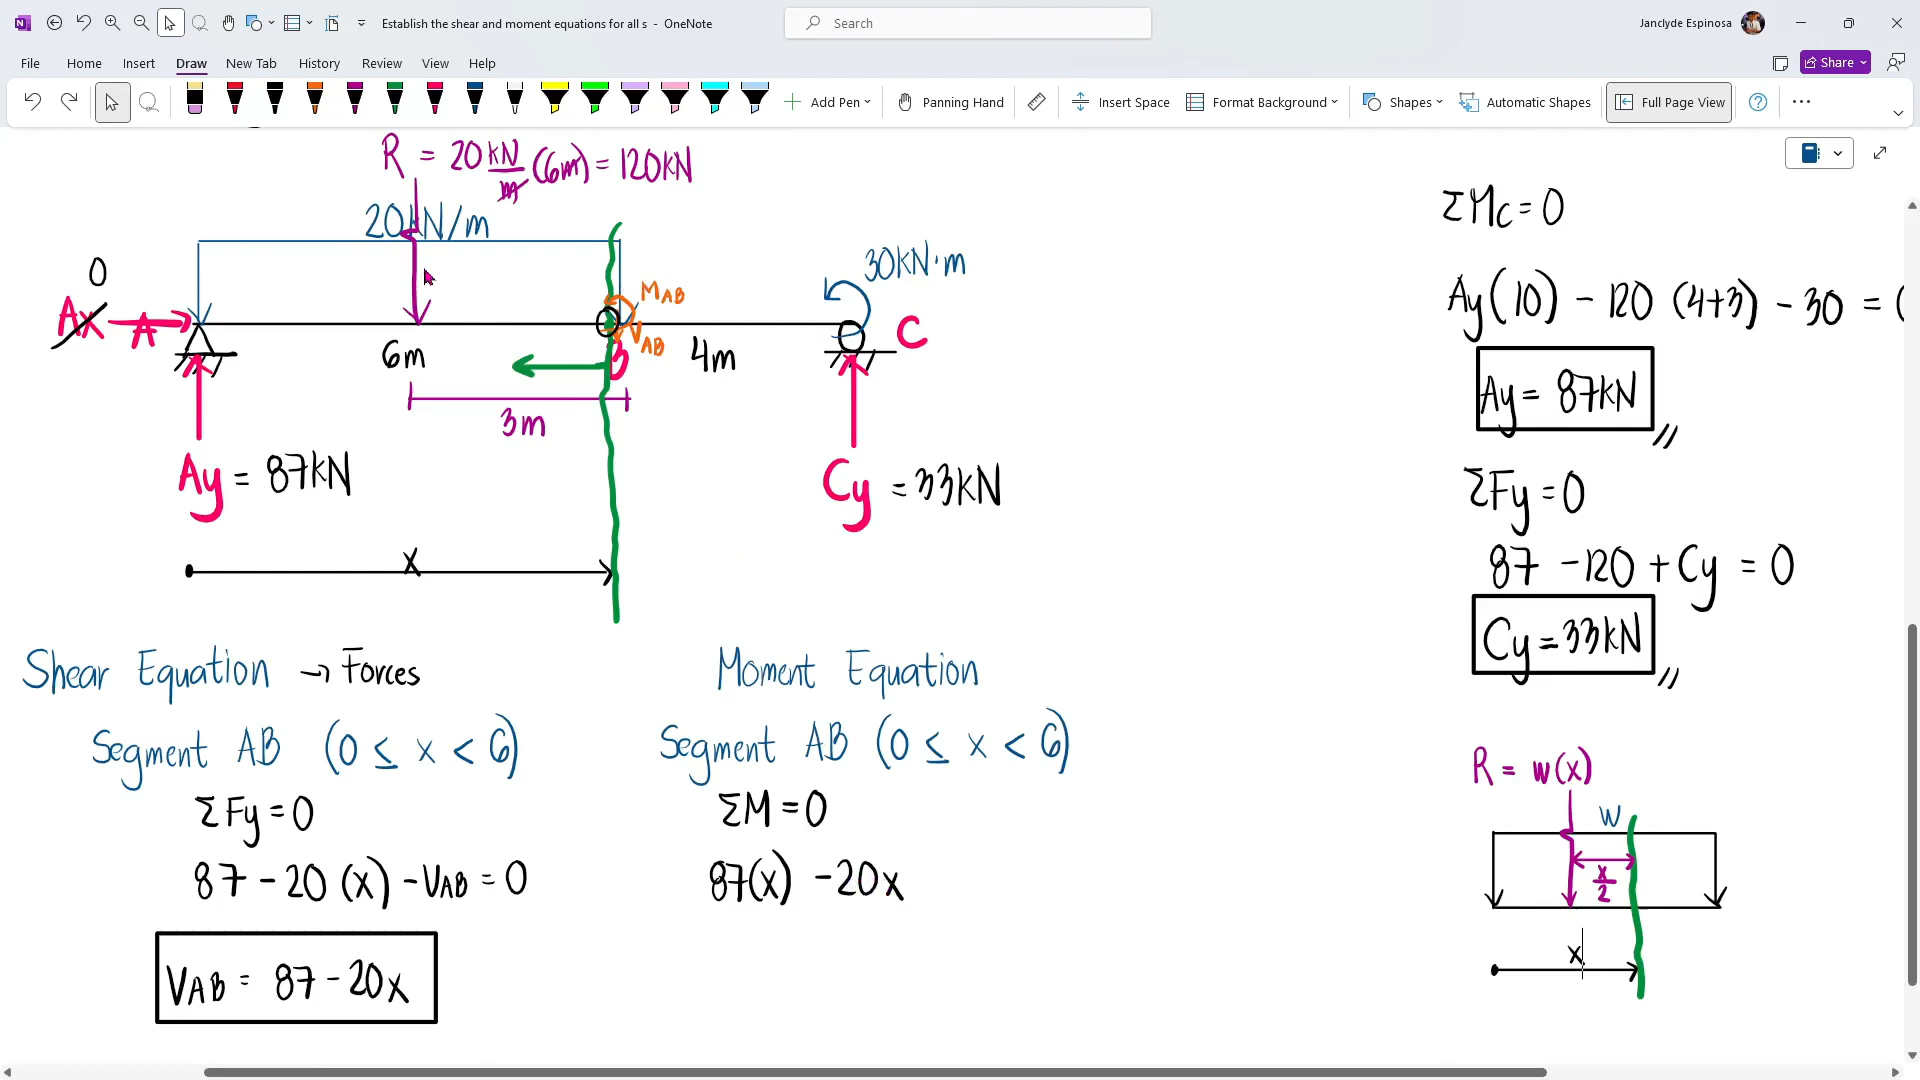 Establish the shear and moment equations for all s - OneNote
Search
Janclyde Espinosa
File Home Insert Draw New Tab History Review View Help
Share
Add Pen Panning Hand Insert Space Format Background Shapes Automatic Shapes Full Page View
R = 20 kN/m (6m) = 120kN
20kN/m
0
Ax
A
MAB
VAB
30kN·m
C
B
6m
4m
3m
Ay = 87kN
Cy = 33kN
x
Shear Equation → Forces
Segment AB (0 ≤ x < 6)
ΣFy = 0
87 - 20 (x) - VAB = 0
VAB = 87 - 20x
Moment Equation
Segment AB (0 ≤ x < 6)
ΣM = 0
87(x) - 20x
ΣMc = 0
Ay(10) - 120 (4+3) - 30 = (
Ay = 87kN
ΣFy = 0
87 - 120 + Cy = 0
Cy = 33kN
R = w(x)
w
x/2
x